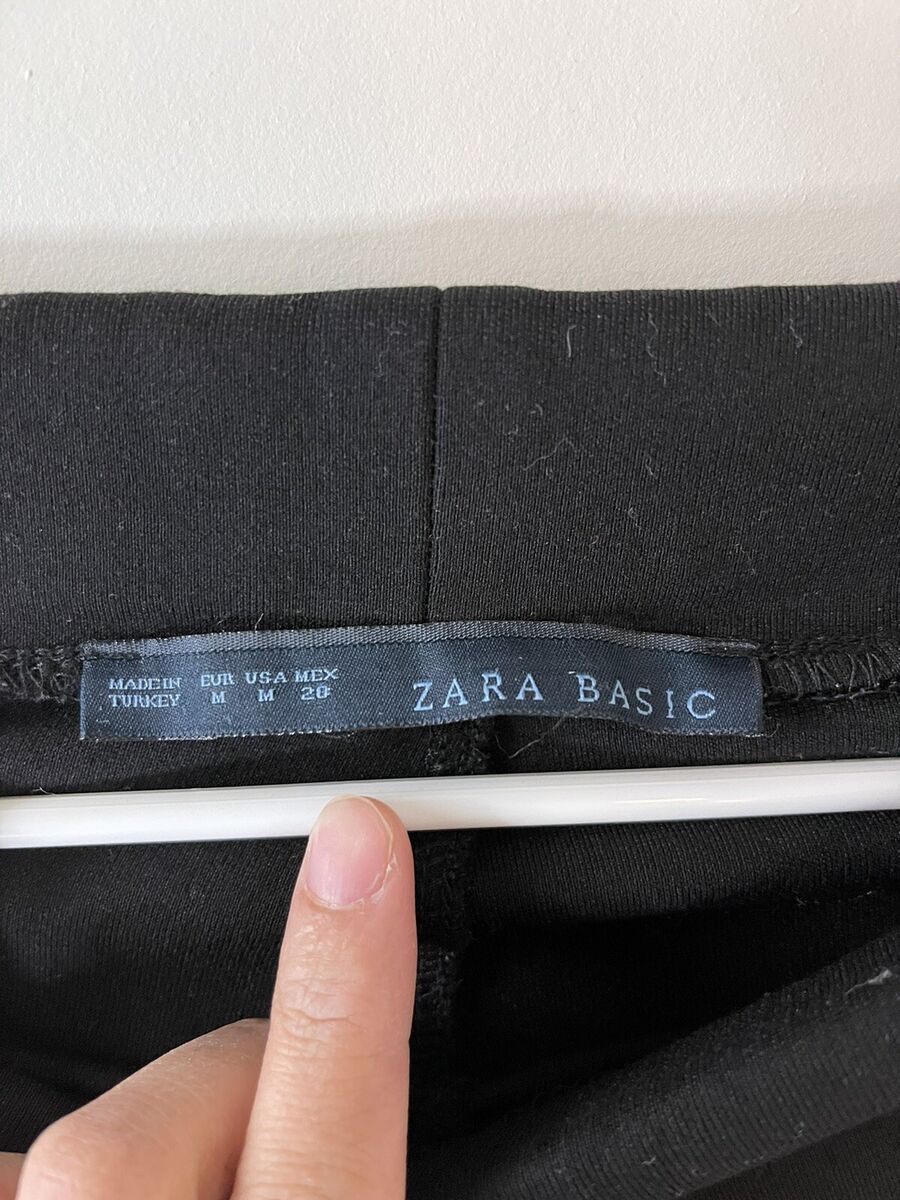 MADE IN EUR USA MEX
TURKEY M M 28
ZARA BASIC